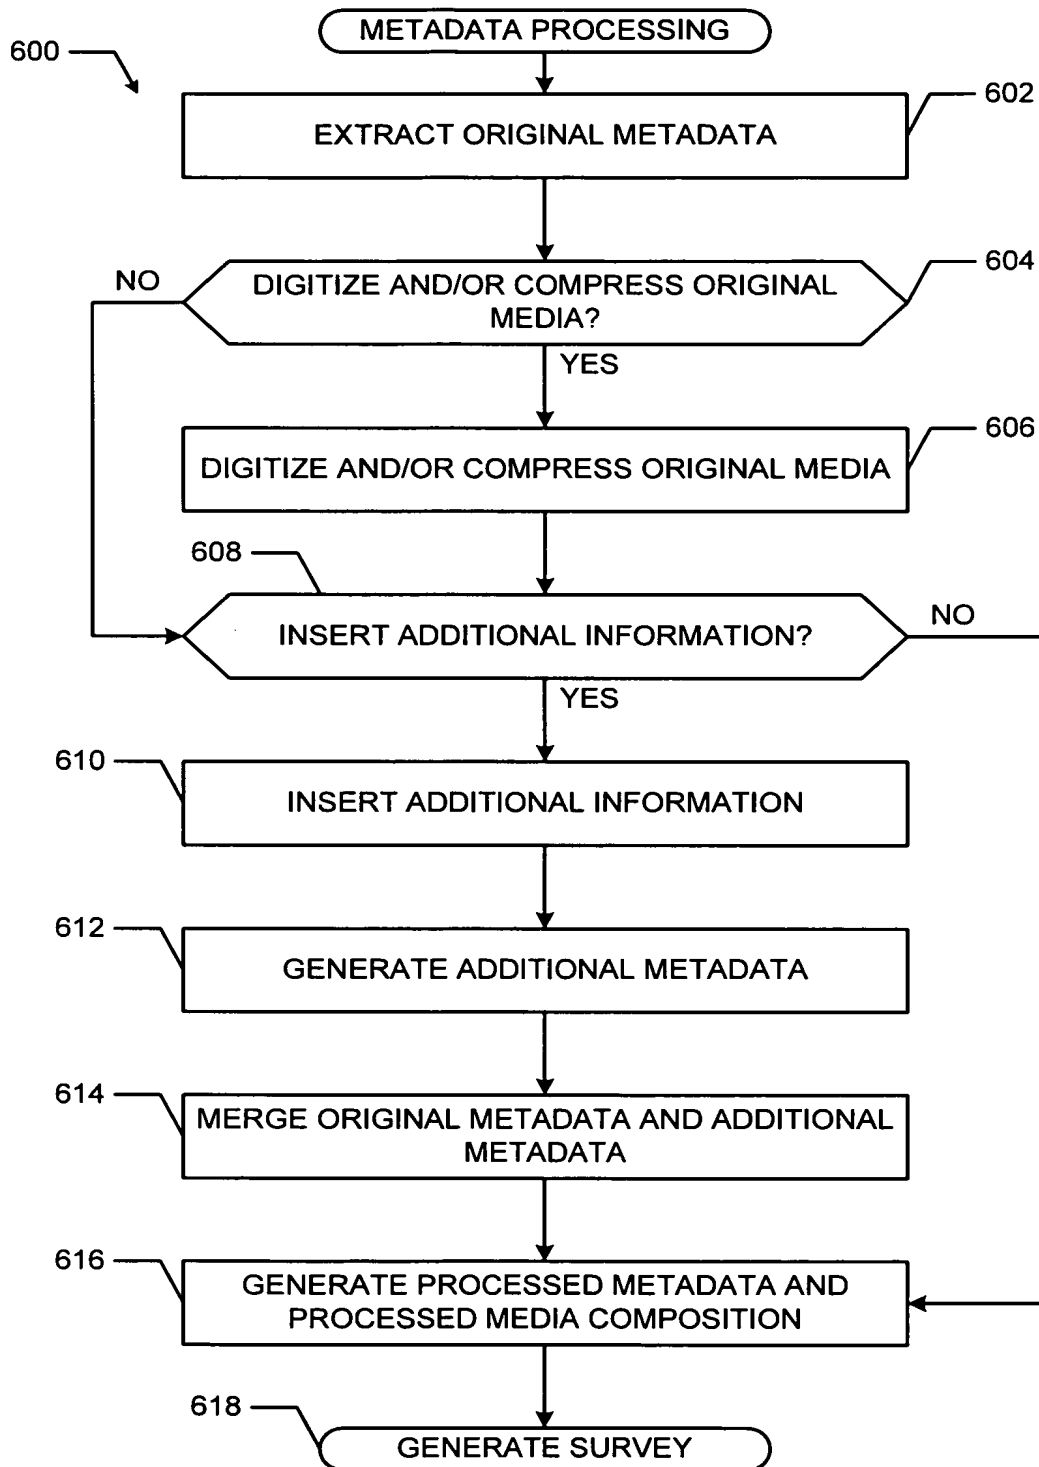 METADATA PROCESSING
600
602
EXTRACT ORIGINAL METADATA
604
NO
DIGITIZE AND/OR COMPRESS ORIGINAL
MEDIA?
YES
606
DIGITIZE AND/OR COMPRESS ORIGINAL MEDIA
608
NO
INSERT ADDITIONAL INFORMATION?
YES
610
INSERT ADDITIONAL INFORMATION
612
GENERATE ADDITIONAL METADATA
614
MERGE ORIGINAL METADATA AND ADDITIONAL
METADATA
616
GENERATE PROCESSED METADATA AND
PROCESSED MEDIA COMPOSITION
618
GENERATE SURVEY